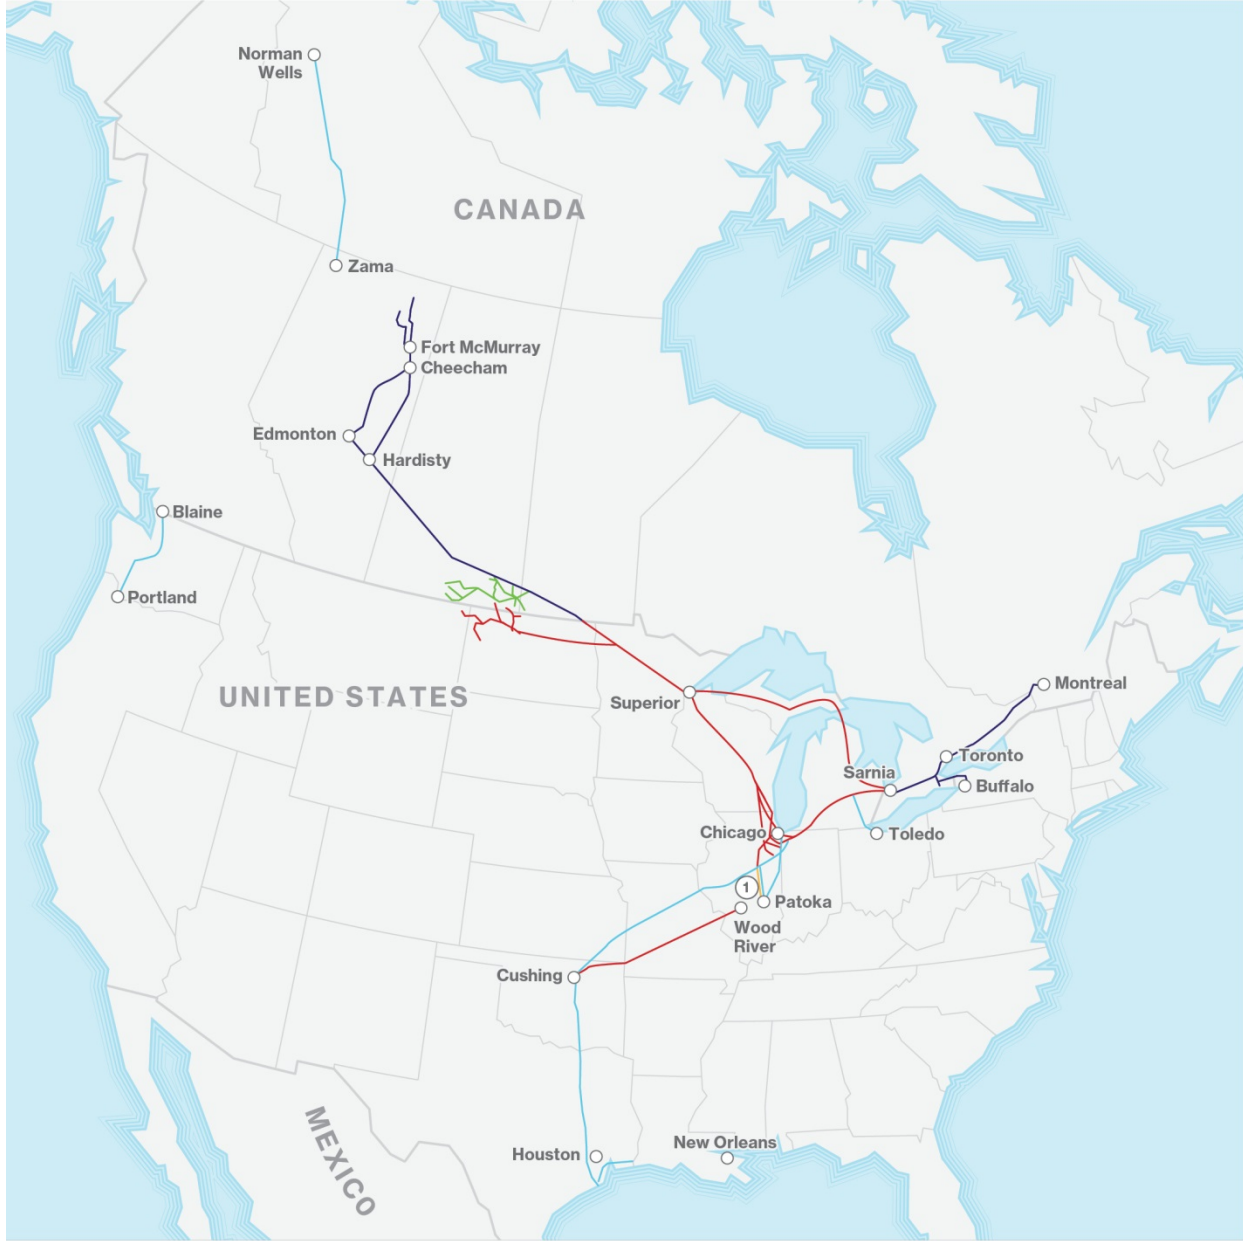 Norman
Wells
CANADA
Zama
Fort McMurray
Cheecham
Edmonton
Hardisty
Blaine
Portland
UNITED STATES
Superior
Montreal
Toronto
Sarnia
Buffalo
Chicago
Toledo
1
Patoka
Wood
River
Cushing
MEXICO
Houston
New Orleans